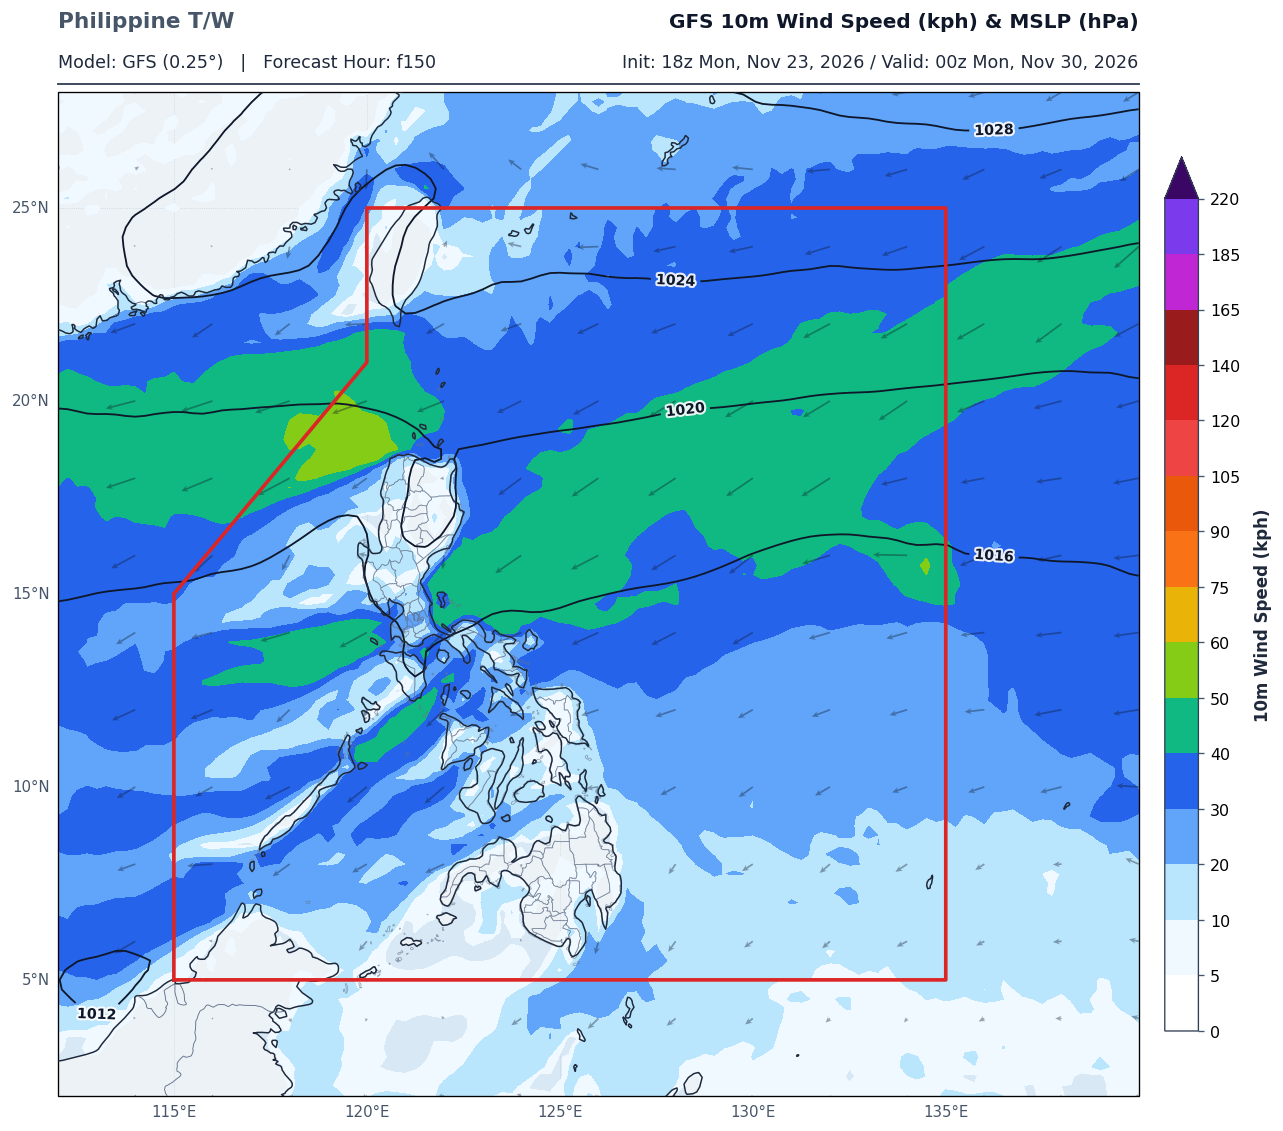 Philippine T/W
GFS 10m Wind Speed (kph) & MSLP (hPa)
Model: GFS (0.25°) | Forecast Hour: f150
Init: 18z Mon, Nov 23, 2026 / Valid: 00z Mon, Nov 30, 2026
1028
1024
1020
1016
1012
25°N
20°N
15°N
10°N
5°N
115°E
120°E
125°E
130°E
135°E
220
185
165
140
120
105
90
75
60
50
40
30
20
10
5
0
10m Wind Speed (kph)